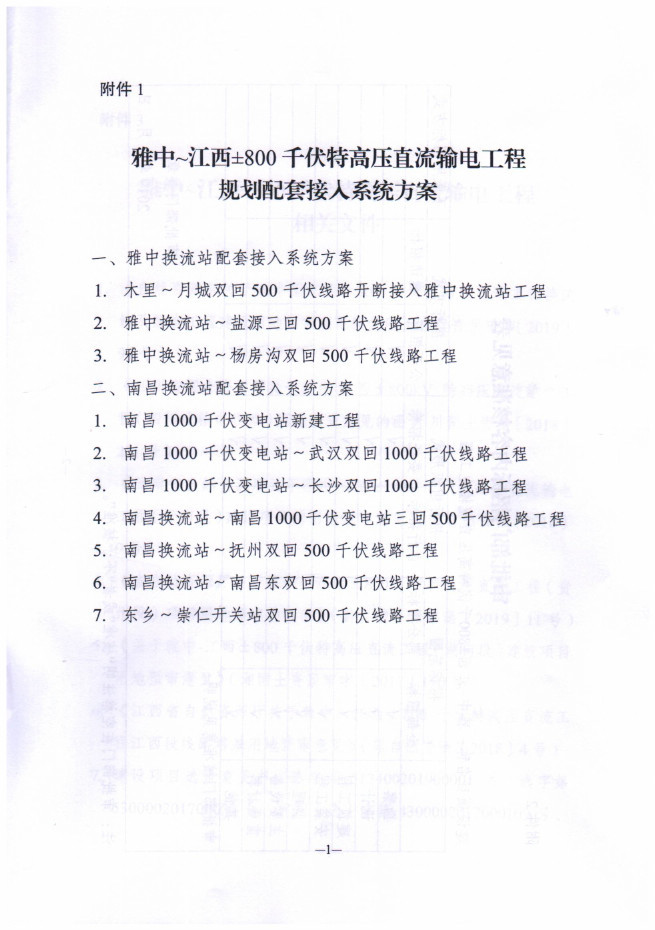 附件 1
雅中~江西±800 千伏特高压直流输电工程
规划配套接入系统方案
一、雅中换流站配套接入系统方案
1. 木里～月城双回 500 千伏线路开断接入雅中换流站工程
2. 雅中换流站～盐源三回 500 千伏线路工程
3. 雅中换流站～杨房沟双回 500 千伏线路工程
二、南昌换流站配套接入系统方案
1. 南昌 1000 千伏变电站新建工程
2. 南昌 1000 千伏变电站～武汉双回 1000 千伏线路工程
3. 南昌 1000 千伏变电站～长沙双回 1000 千伏线路工程
4. 南昌换流站～南昌 1000 千伏变电站三回 500 千伏线路工程
5. 南昌换流站～抚州双回 500 千伏线路工程
6. 南昌换流站～南昌东双回 500 千伏线路工程
7. 东乡～崇仁开关站双回 500 千伏线路工程
—1—